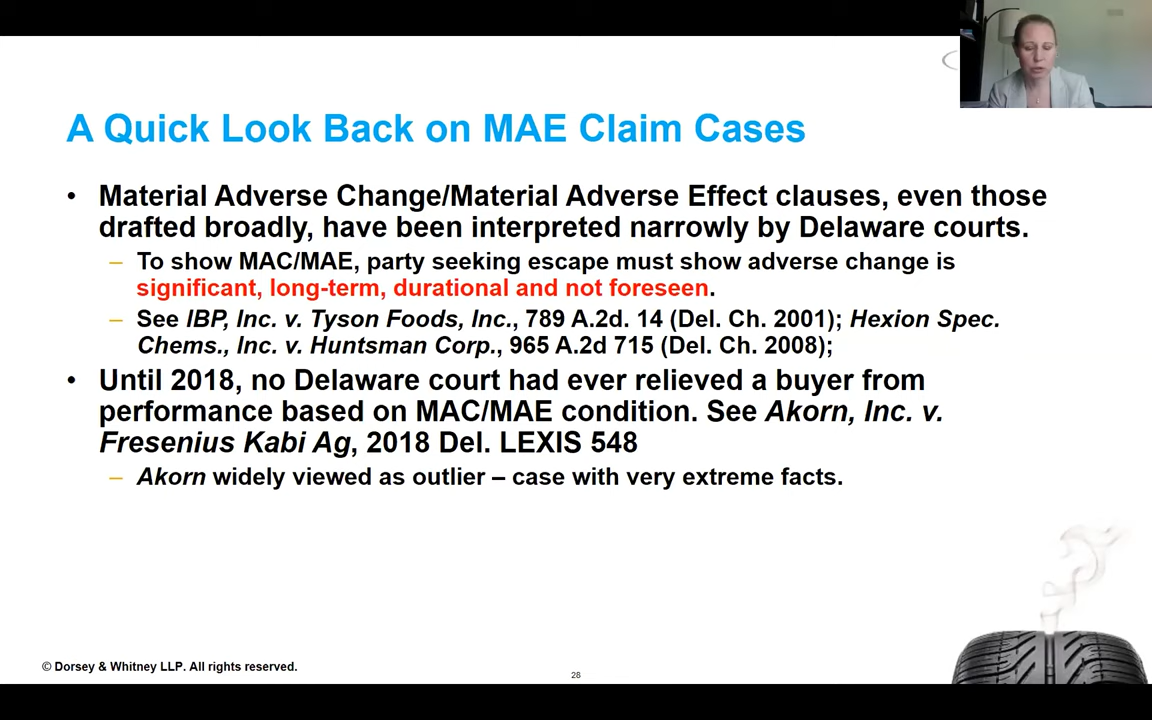 A Quick Look Back on MAE Claim Cases
• Material Adverse Change/Material Adverse Effect clauses, even those
drafted broadly, have been interpreted narrowly by Delaware courts.
– To show MAC/MAE, party seeking escape must show adverse change is
significant, long-term, durational and not foreseen.
– See IBP, Inc. v. Tyson Foods, Inc., 789 A.2d. 14 (Del. Ch. 2001); Hexion Spec.
Chems., Inc. v. Huntsman Corp., 965 A.2d 715 (Del. Ch. 2008);
• Until 2018, no Delaware court had ever relieved a buyer from
performance based on MAC/MAE condition. See Akorn, Inc. v.
Fresenius Kabi Ag, 2018 Del. LEXIS 548
– Akorn widely viewed as outlier – case with very extreme facts.
© Dorsey & Whitney LLP. All rights reserved.
28